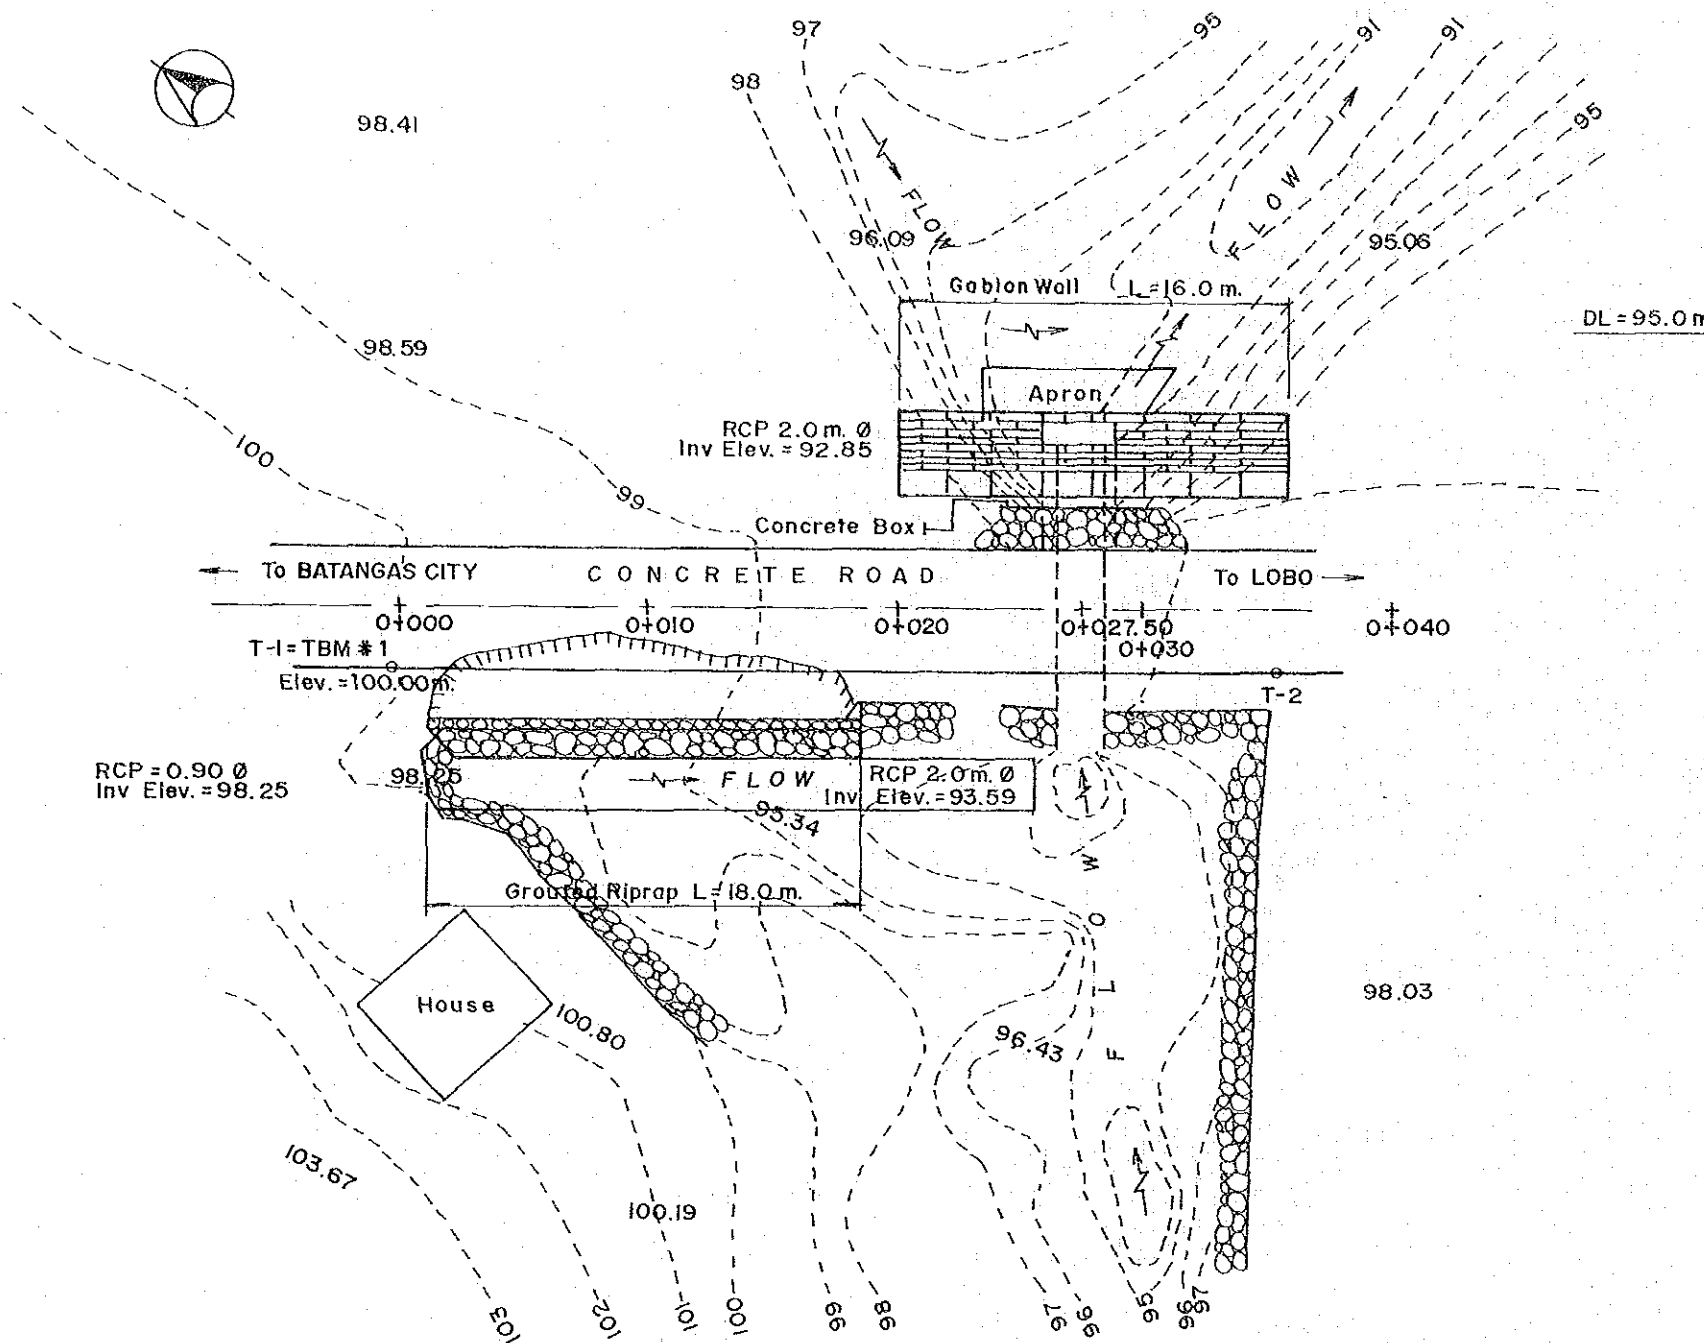 97
95
91
91
98
98.41
95
FLOW
FLOW
96.09
95.06
Gabion Wall L=16.0 m.
DL=95.0 m
98.59
Apron
RCP 2.0 m. Ø
Inv Elev. = 92.85
100
99
Concrete Box
To BATANGAS CITY
CONCRETE ROAD
To LOBO
0+000
0+010
0+020
0+027.50
0+030
0+040
T-1=TBM #1
Elev. =100.00m.
T-2
RCP = 0.90 Ø
Inv Elev. = 98.25
98.25
FLOW
RCP 2.0 m. Ø
Inv Elev. = 93.59
95.34
Grouted Riprap L=18.0 m.
FLOW
House
100.80
96.43
98.03
103.67
100.19
103
102
101
100
99
98
97
96
95
96
97